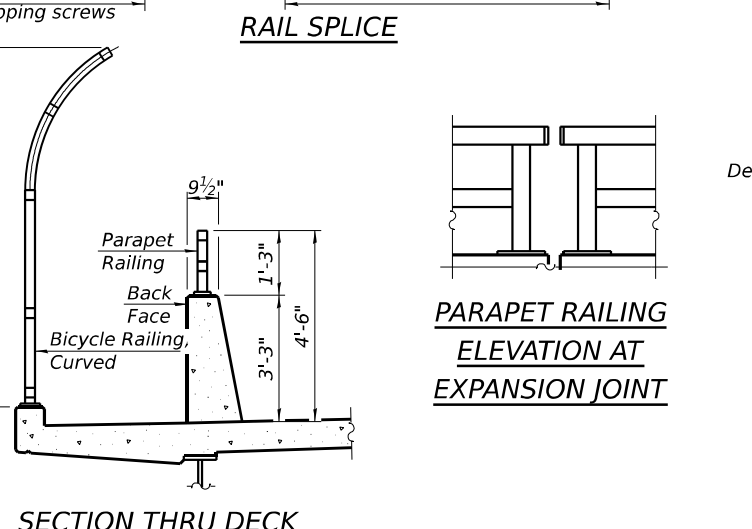 pping screws
RAIL SPLICE
9½"
De
Parapet
Railing
1'-3"
Back
Face
4'-6"
Bicycle Railing,
Curved
3'-3"
PARAPET RAILING
ELEVATION AT
EXPANSION JOINT
SECTION THRU DECK